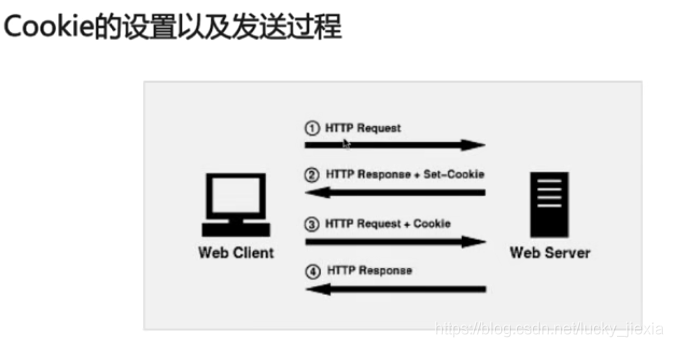 Cookie的设置以及发送过程
① HTTP Request
② HTTP Response + Set-Cookie
③ HTTP Request + Cookie
④ HTTP Response
Web Client
Web Server
https://blog.csdn.net/lucky_jiexia